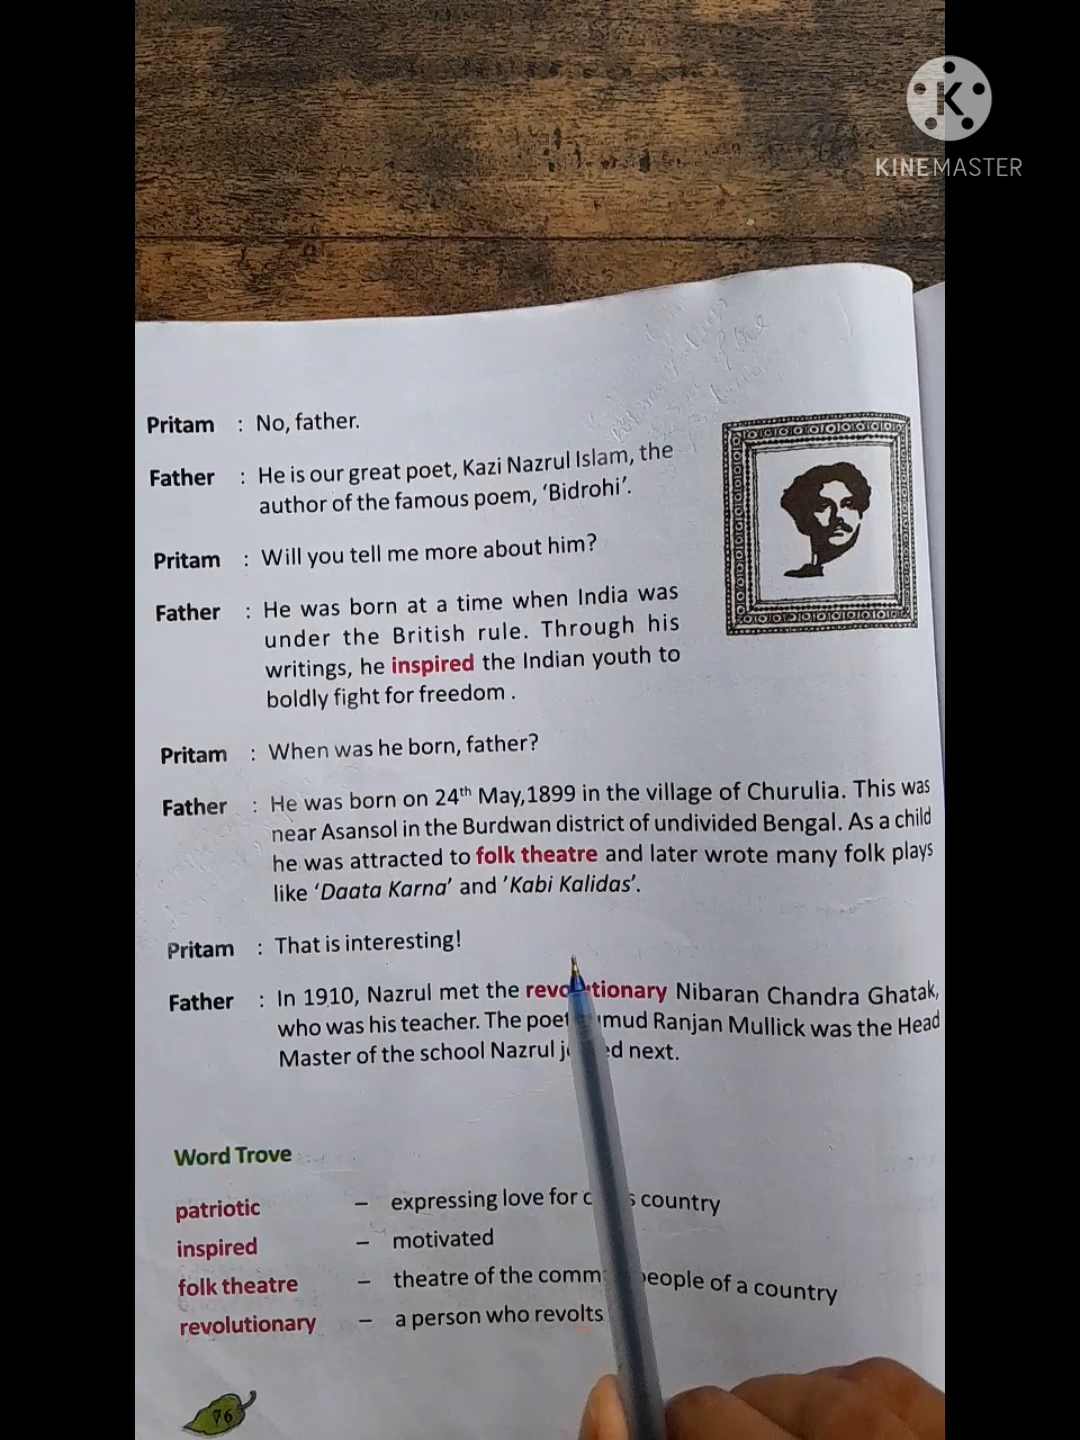 KINEMASTER
Pritam : No, father.
Father : He is our great poet, Kazi Nazrul Islam, the
author of the famous poem, ‘Bidrohi’.
Pritam : Will you tell me more about him?
Father : He was born at a time when India was
under the British rule. Through his
writings, he inspired the Indian youth to
boldly fight for freedom .
Pritam : When was he born, father?
Father : He was born on 24th May,1899 in the village of Churulia. This was
near Asansol in the Burdwan district of undivided Bengal. As a child
he was attracted to folk theatre and later wrote many folk plays
like ‘Daata Karna’ and ’Kabi Kalidas’.
Pritam : That is interesting!
Father : In 1910, Nazrul met the revolutionary Nibaran Chandra Ghatak,
who was his teacher. The poet Ranjan Mullick was the Head
Master of the school Nazrul next.
Word Trove
patriotic – expressing love for country
inspired – motivated
folk theatre – theatre of the people of a country
revolutionary – a person who revolts
76